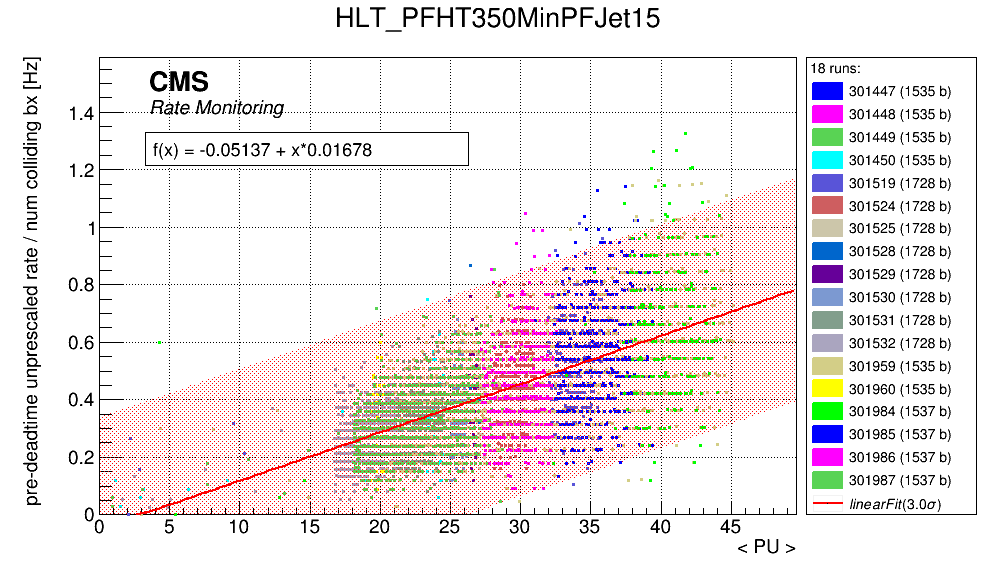 HLT_PFHT350MinPFJet15
pre-deadtime unprescaled rate / num colliding bx [Hz]
CMS
Rate Monitoring
f(x) = -0.05137 + x*0.01678
1.4
1.2
1
0.8
0.6
0.4
0.2
0
0 5 10 15 20 25 30 35 40 45
< PU >
18 runs:
301447 (1535 b)
301448 (1535 b)
301449 (1535 b)
301450 (1535 b)
301519 (1728 b)
301524 (1728 b)
301525 (1728 b)
301528 (1728 b)
301529 (1728 b)
301530 (1728 b)
301531 (1728 b)
301532 (1728 b)
301959 (1535 b)
301960 (1535 b)
301984 (1537 b)
301985 (1537 b)
301986 (1537 b)
301987 (1537 b)
linearFit(3.0σ)